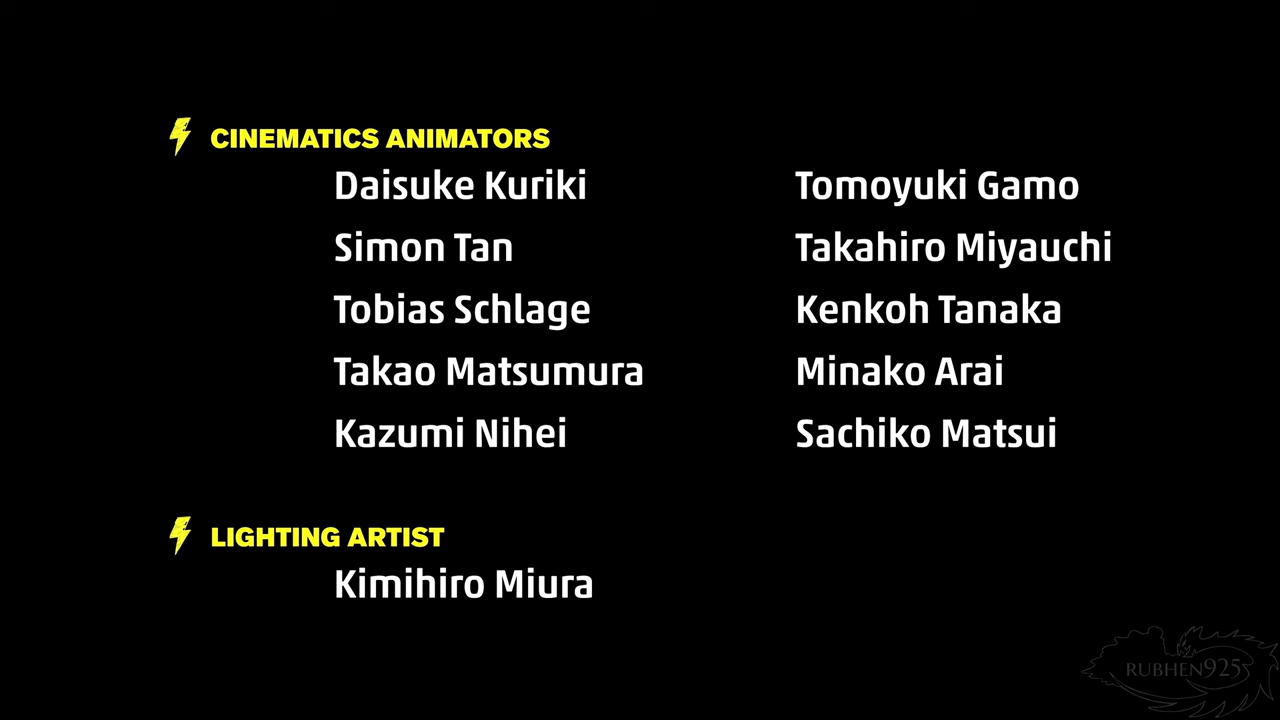 CINEMATICS ANIMATORS
Daisuke Kuriki Tomoyuki Gamo
Simon Tan Takahiro Miyauchi
Tobias Schlage Kenkoh Tanaka
Takao Matsumura Minako Arai
Kazumi Nihei Sachiko Matsui
LIGHTING ARTIST
Kimihiro Miura
RUBHEN925